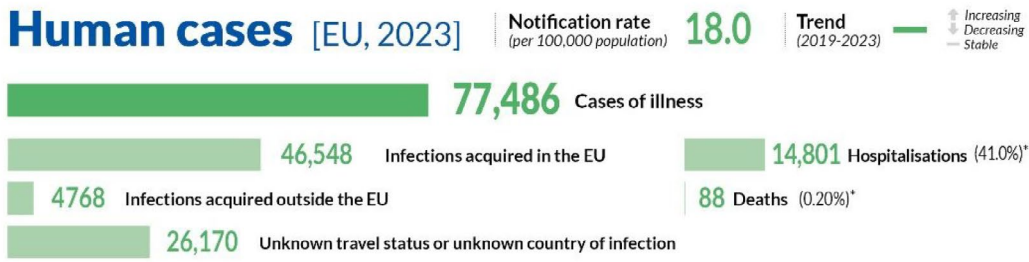 Human cases [EU, 2023]
Notification rate
(per 100,000 population)
18.0
Trend
(2019-2023)
Increasing
Decreasing
Stable
77,486 Cases of illness
46,548 Infections acquired in the EU
14,801 Hospitalisations (41.0%)*
4768 Infections acquired outside the EU
88 Deaths (0.20%)*
26,170 Unknown travel status or unknown country of infection